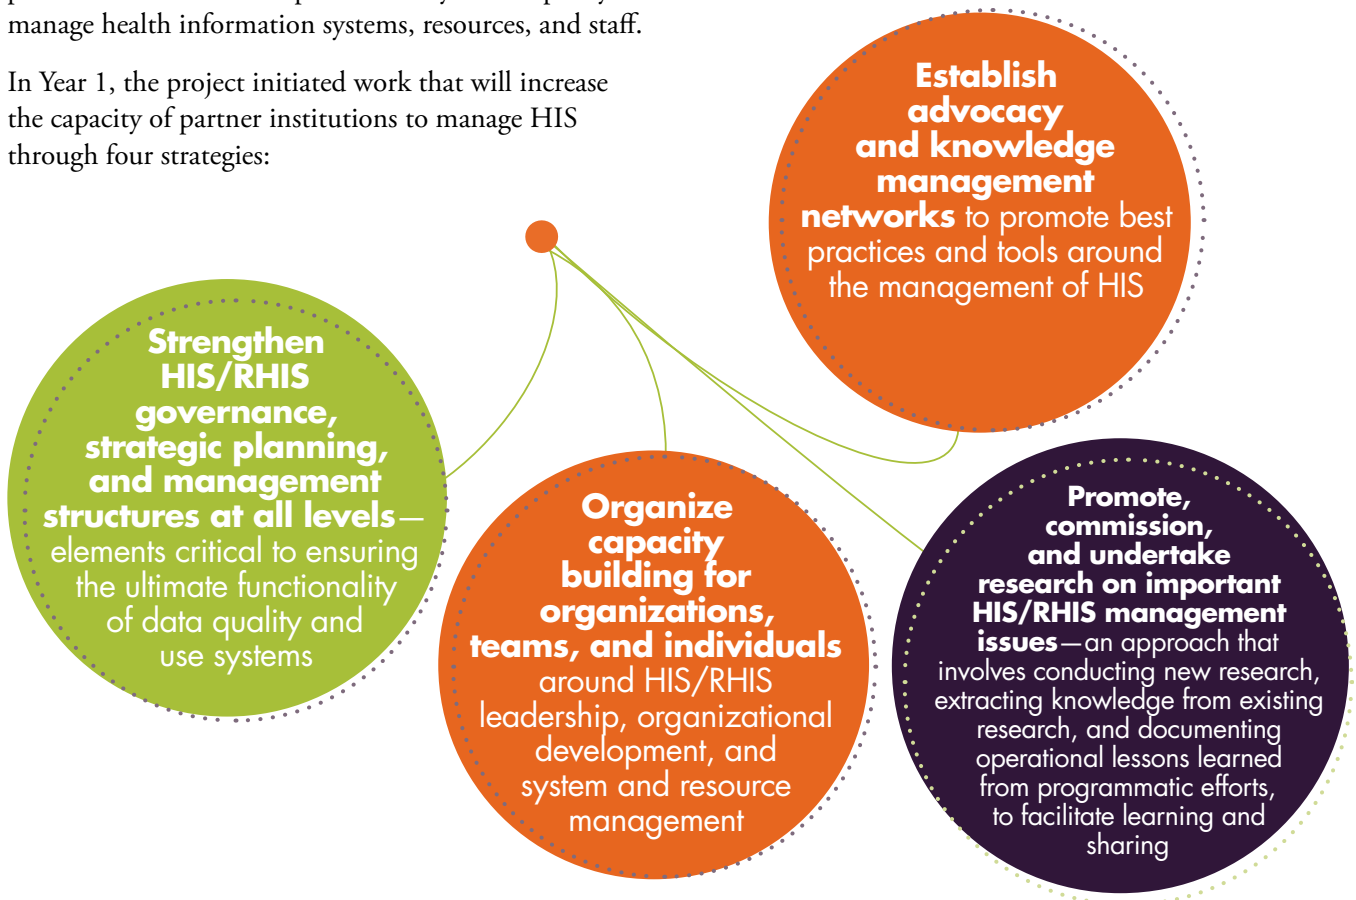 manage health information systems, resources, and staff.
In Year 1, the project initiated work that will increase
the capacity of partner institutions to manage HIS
through four strategies:
Strengthen
HIS/RHIS
governance,
strategic planning,
and management
structures at all levels—
elements critical to ensuring
the ultimate functionality
of data quality and
use systems
Organize
capacity
building for
organizations,
teams, and individuals
around HIS/RHIS
leadership, organizational
development, and
system and resource
management
Establish
advocacy
and knowledge
management
networks to promote best
practices and tools around
the management of HIS
Promote,
commission,
and undertake
research on important
HIS/RHIS management
issues—an approach that
involves conducting new research,
extracting knowledge from existing
research, and documenting
operational lessons learned
from programmatic efforts,
to facilitate learning and
sharing